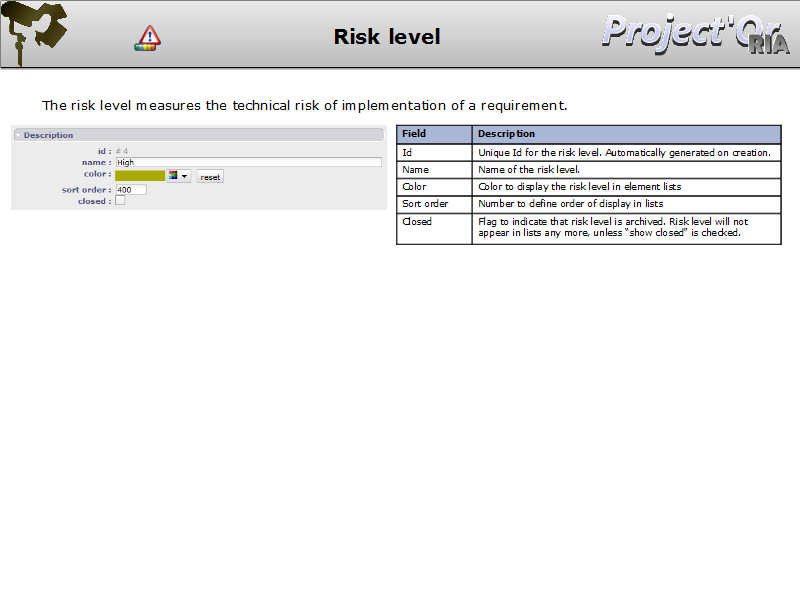 Risk level
Project'Or
RIA
The risk level measures the technical risk of implementation of a requirement.
Description
id : # 4
name : High
color :
reset
sort order : 400
closed :
Field Description
Id Unique Id for the risk level. Automatically generated on creation.
Name Name of the risk level.
Color Color to display the risk level in element lists
Sort order Number to define order of display in lists
Closed Flag to indicate that risk level is archived. Risk level will not
appear in lists any more, unless “show closed” is checked.